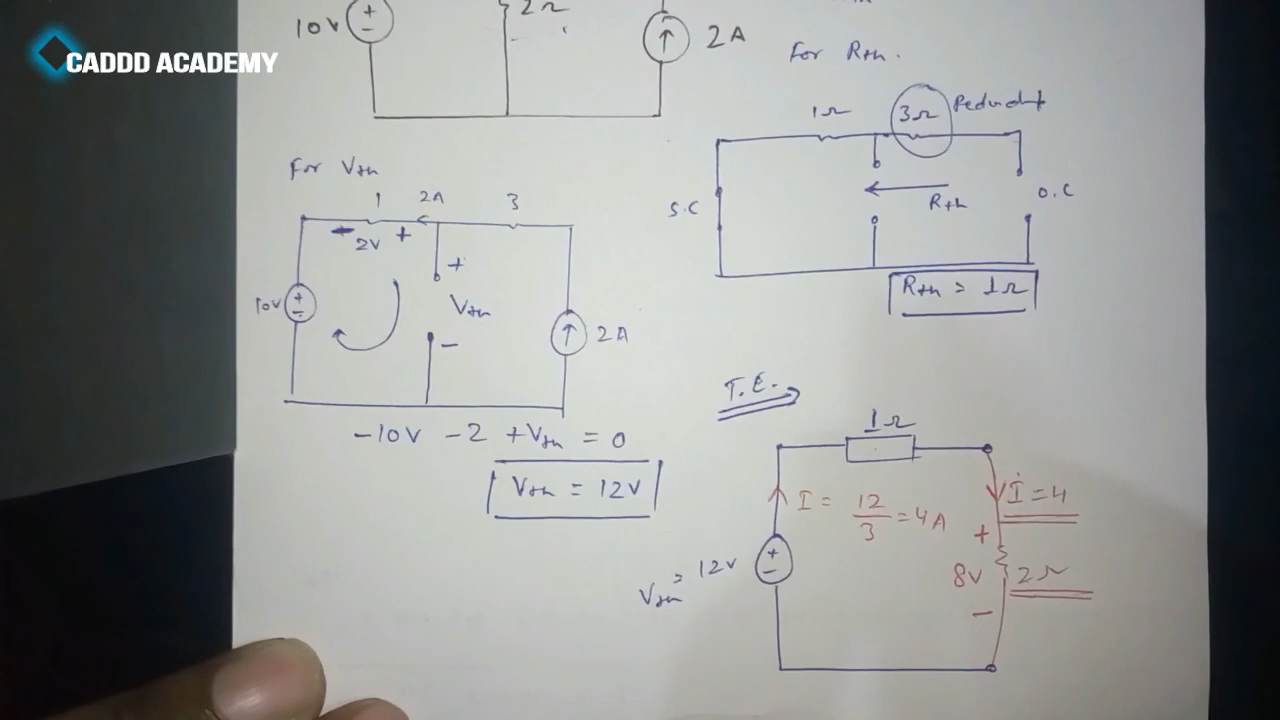 CADDD ACADEMY
10V
+
-
2Ω
2A
For Rth.
For Vth
1
2A
3
- 2V +
10V
+
-
+
Vth
-
2A
-10V -2 +Vth = 0
Vth = 12V
1Ω
3Ω
Redundant
S.C
Rth
O.C
Rth = 1Ω
T.E.
1Ω
I = 12/3 = 4A
I = 4
+
8V
2Ω
-
Vth = 12V
+
-